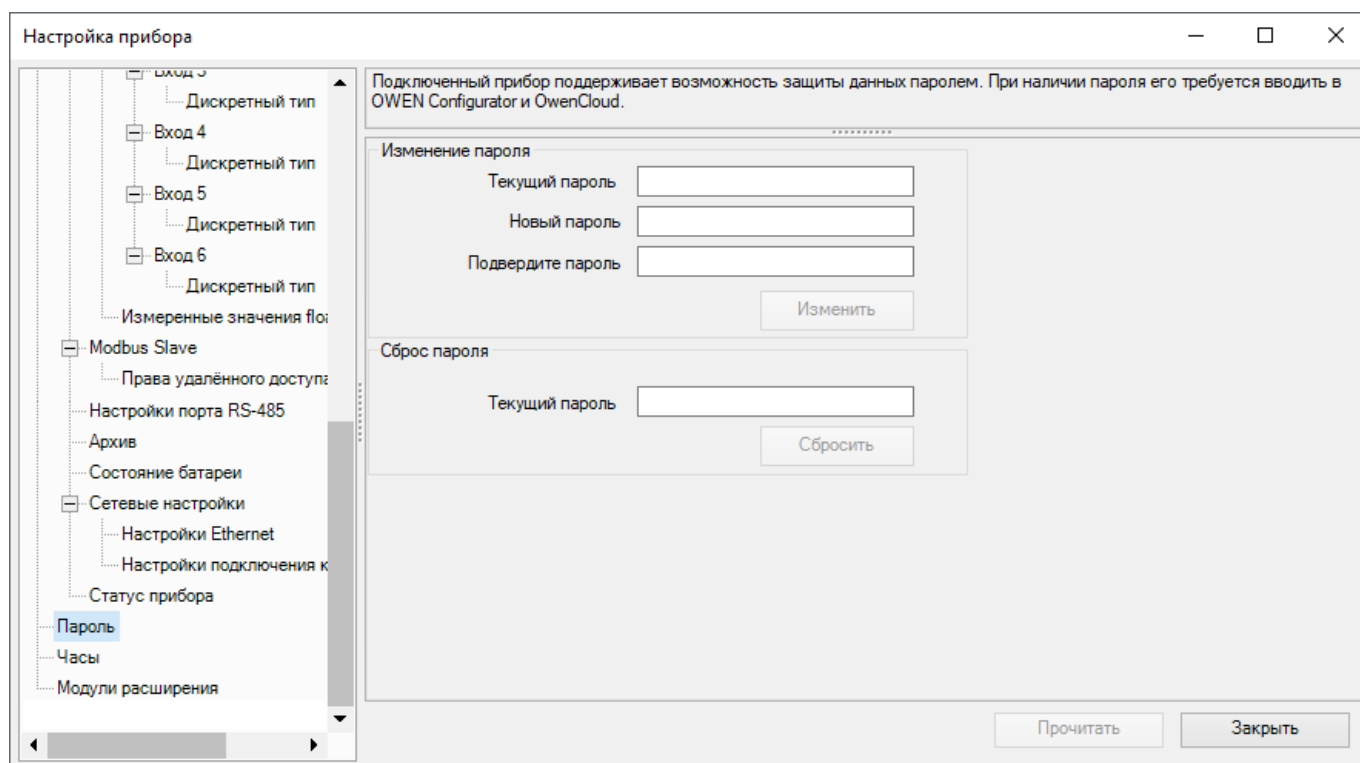 Настройка прибора
Дискретный тип
Вход 4
Дискретный тип
Вход 5
Дискретный тип
Вход 6
Дискретный тип
Измеренные значения floa
Modbus Slave
Права удалённого доступа
Настройки порта RS-485
Архив
Состояние батареи
Сетевые настройки
Настройки Ethernet
Настройки подключения к
Статус прибора
Пароль
Часы
Модули расширения
Подключенный прибор поддерживает возможность защиты данных паролем. При наличии пароля его требуется вводить в
OWEN Configurator и OwenCloud.
Изменение пароля
Текущий пароль
Новый пароль
Подвердите пароль
Изменить
Сброс пароля
Текущий пароль
Сбросить
Прочитать
Закрыть